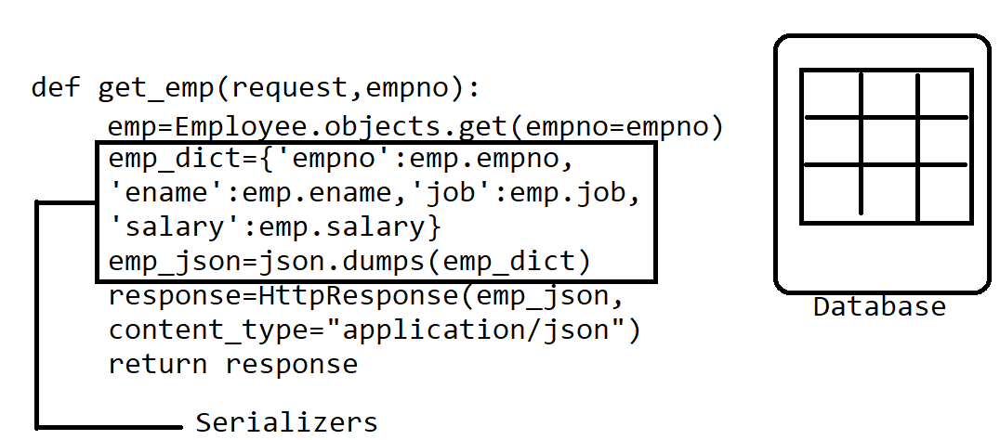 def get_emp(request,empno):
emp=Employee.objects.get(empno=empno)
emp_dict={'empno':emp.empno,
'ename':emp.ename,'job':emp.job,
'salary':emp.salary}
emp_json=json.dumps(emp_dict)
response=HttpResponse(emp_json,
content_type="application/json")
return response
Serializers
Database